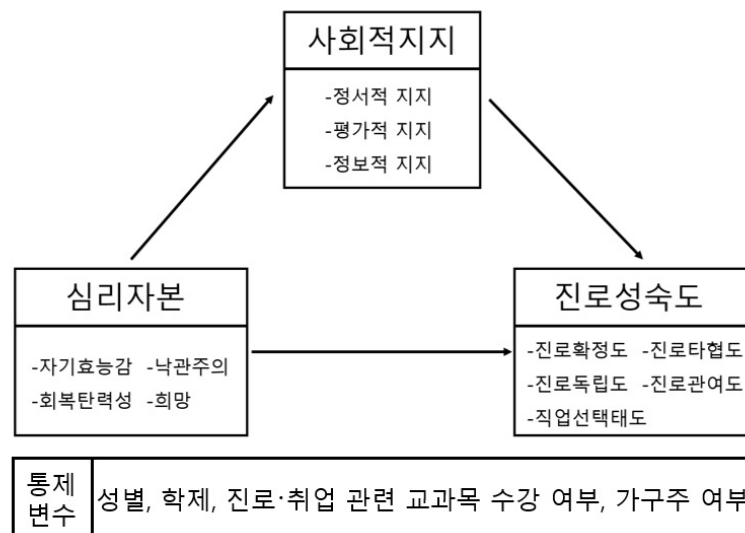 사회적지지
-정서적 지지
-평가적 지지
-정보적 지지
심리자본
-자기효능감 -낙관주의
-회복탄력성 -희망
진로성숙도
-진로확정도 -진로타협도
-진로독립도 -진로관여도
-직업선택태도
통제
변수
성별, 학제, 진로·취업 관련 교과목 수강 여부, 가구주 여부